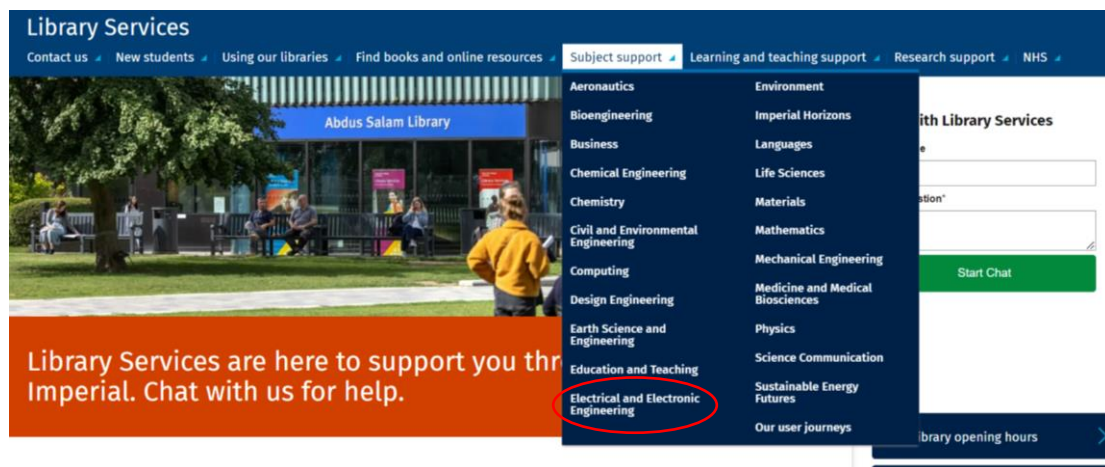 Library Services
Contact us New students Using our libraries Find books and online resources Subject support Learning and teaching support Research support NHS
Abdus Salam Library
Aeronautics
Bioengineering
Business
Chemical Engineering
Chemistry
Civil and Environmental
Engineering
Computing
Design Engineering
Earth Science and
Engineering
Education and Teaching
Electrical and Electronic
Engineering
Environment
Imperial Horizons
Languages
Life Sciences
Materials
Mathematics
Mechanical Engineering
Medicine and Medical
Biosciences
Physics
Science Communication
Sustainable Energy
Futures
Our user journeys
ith Library Services
e
stion*
Start Chat
Library Services are here to support you thr
Imperial. Chat with us for help.
ibrary opening hours